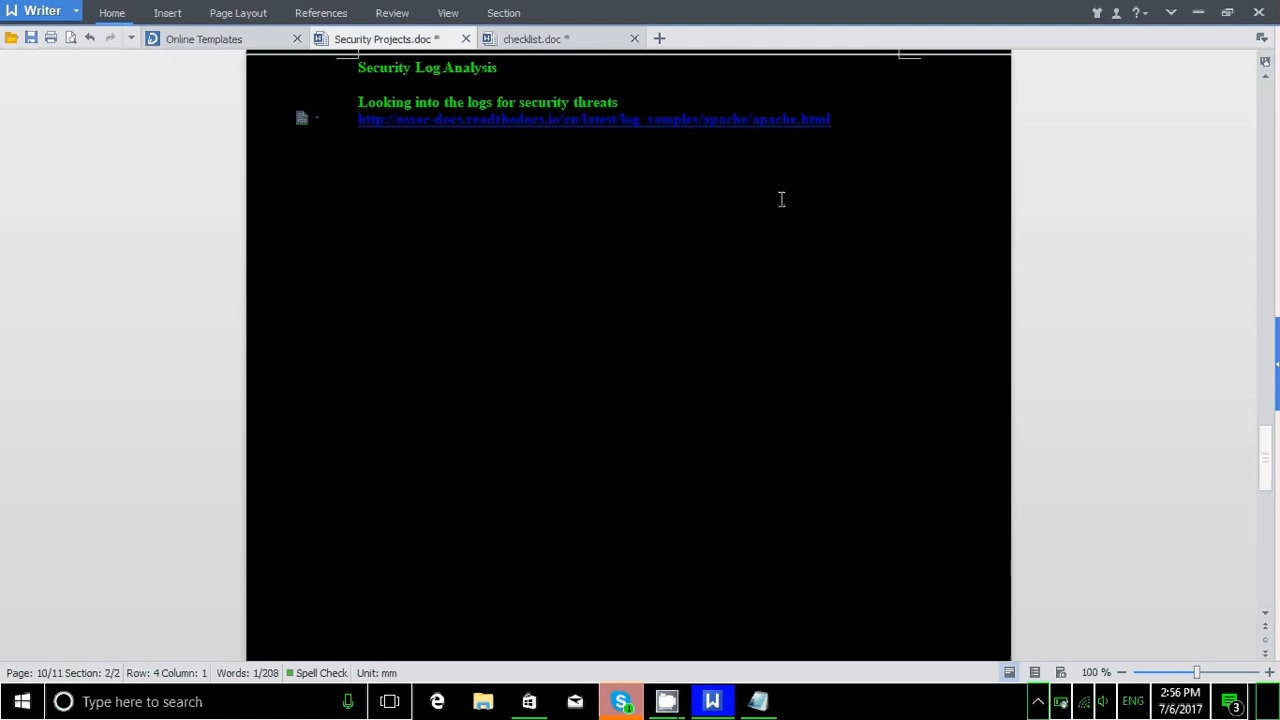 Writer
Home Insert Page Layout References Review View Section
Online Templates Security Projects.doc * checklist.doc *
Security Log Analysis
Looking into the logs for security threats
http://ossec-docs.readthedocs.io/en/latest/log_samples/apache/apache.html
Page: 10/11 Section: 2/2 Row: 4 Column: 1 Words: 1/208 Spell Check Unit: mm 100 %
Type here to search
ENG
2:56 PM
7/6/2017
3